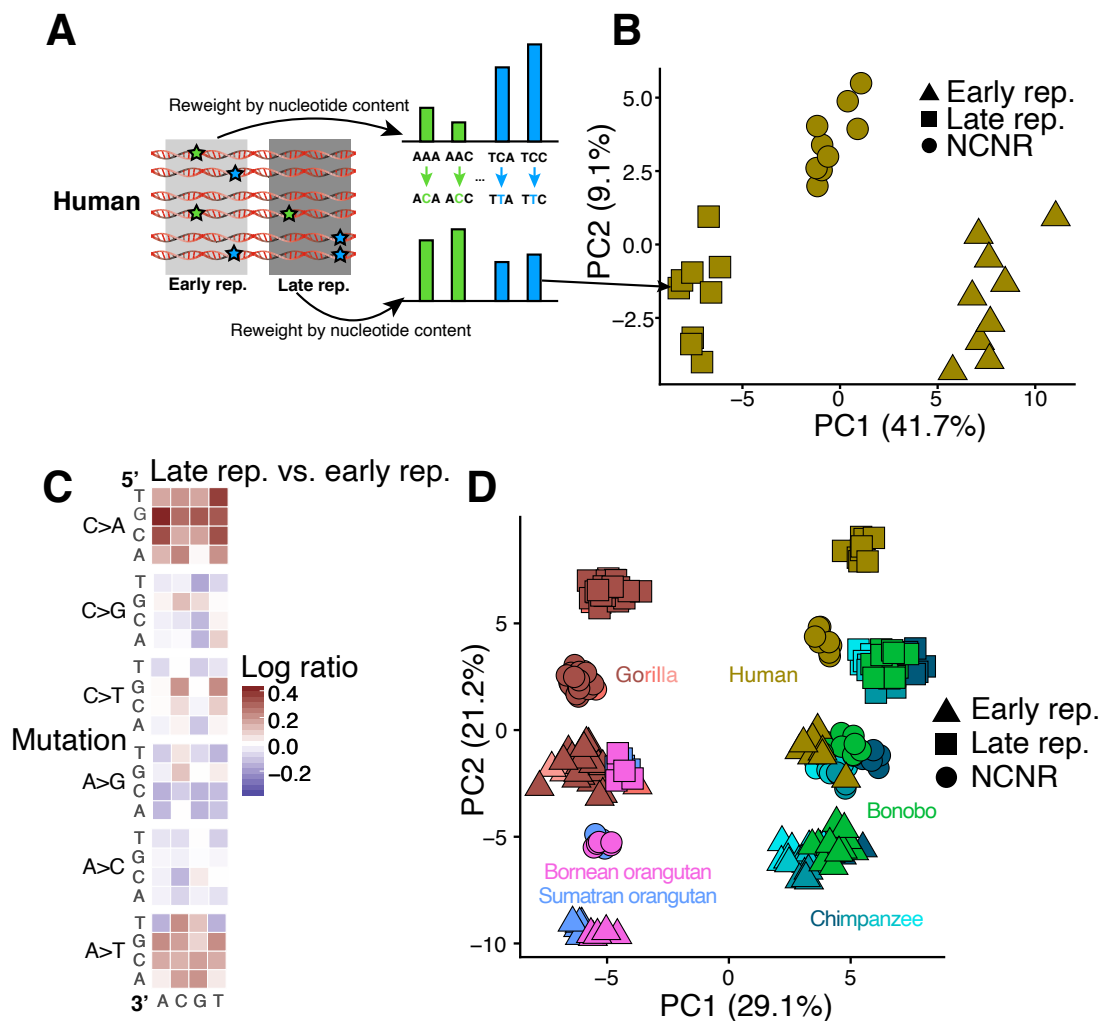 A
Reweight by nucleotide content
Human
Early rep.
Late rep.
Reweight by nucleotide content
AAA AAC TCA TCC
...
ACA ACC TTA TTC
B
PC2 (9.1%)
5.0
2.5
0.0
−2.5
−5
0
5
10
PC1 (41.7%)
Early rep.
Late rep.
NCNR
C
5’ Late rep. vs. early rep.
Mutation
C>A
T
G
C
A
C>G
T
G
C
A
C>T
T
G
C
A
A>G
T
G
C
A
A>C
T
G
C
A
A>T
T
G
C
A
3’ A C G T
Log ratio
0.4
0.2
0.0
−0.2
D
PC2 (21.2%)
5
0
−5
−10
−5
0
5
PC1 (29.1%)
Gorilla
Human
Bonobo
Bornean orangutan
Sumatran orangutan
Chimpanzee
Early rep.
Late rep.
NCNR